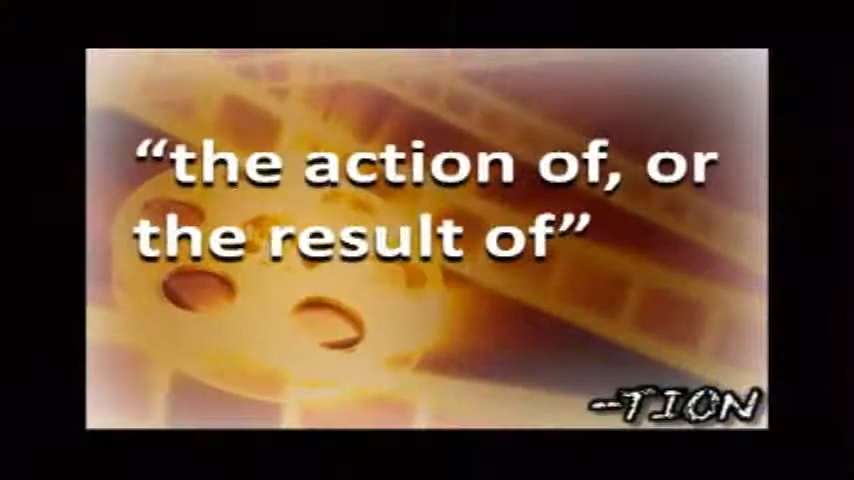 “the action of, or
the result of”
-TION